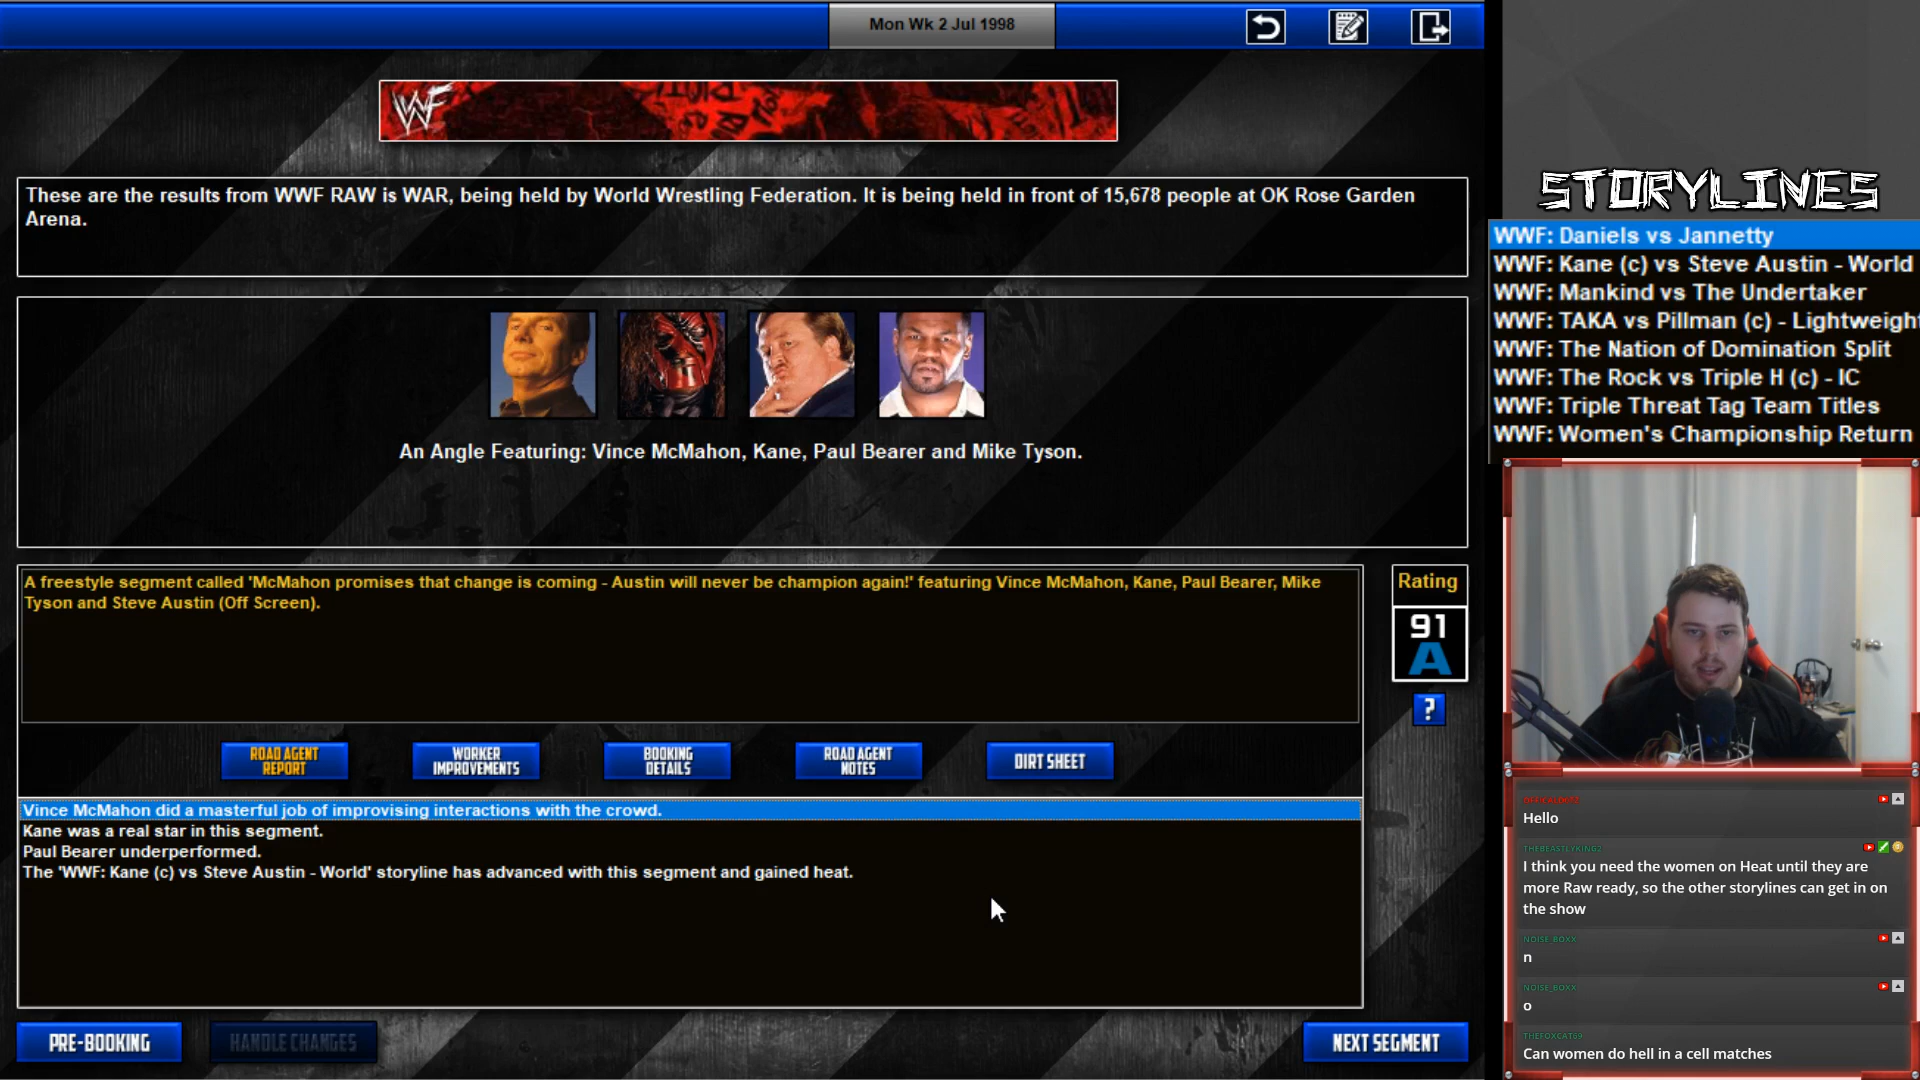 Mon Wk 2 Jul 1998
WWF
These are the results from WWF RAW is WAR, being held by World Wrestling Federation. It is being held in front of 15,678 people at OK Rose Garden
Arena.
An Angle Featuring: Vince McMahon, Kane, Paul Bearer and Mike Tyson.
A freestyle segment called 'McMahon promises that change is coming - Austin will never be champion again!' featuring Vince McMahon, Kane, Paul Bearer, Mike
Tyson and Steve Austin (Off Screen).
Rating
91
A
?
ROAD AGENT
REPORT
WORKER
IMPROVEMENTS
BOOKING
DETAILS
ROAD AGENT
NOTES
DIRT SHEET
Vince McMahon did a masterful job of improvising interactions with the crowd.
Kane was a real star in this segment.
Paul Bearer underperformed.
The 'WWF: Kane (c) vs Steve Austin - World' storyline has advanced with this segment and gained heat.
PRE-BOOKING
HANDLE CHANGES
NEXT SEGMENT
STORYLINES
WWF: Daniels vs Jannetty
WWF: Kane (c) vs Steve Austin - World
WWF: Mankind vs The Undertaker
WWF: TAKA vs Pillman (c) - Lightweight
WWF: The Nation of Domination Split
WWF: The Rock vs Triple H (c) - IC
WWF: Triple Threat Tag Team Titles
WWF: Women's Championship Return
Hello
THEBEASTLYKING2
I think you need the women on Heat until they are
more Raw ready, so the other storylines can get in on
the show
NOISE_BOXX
n
NOISE_BOXX
o
THEFOXCAT69
Can women do hell in a cell matches